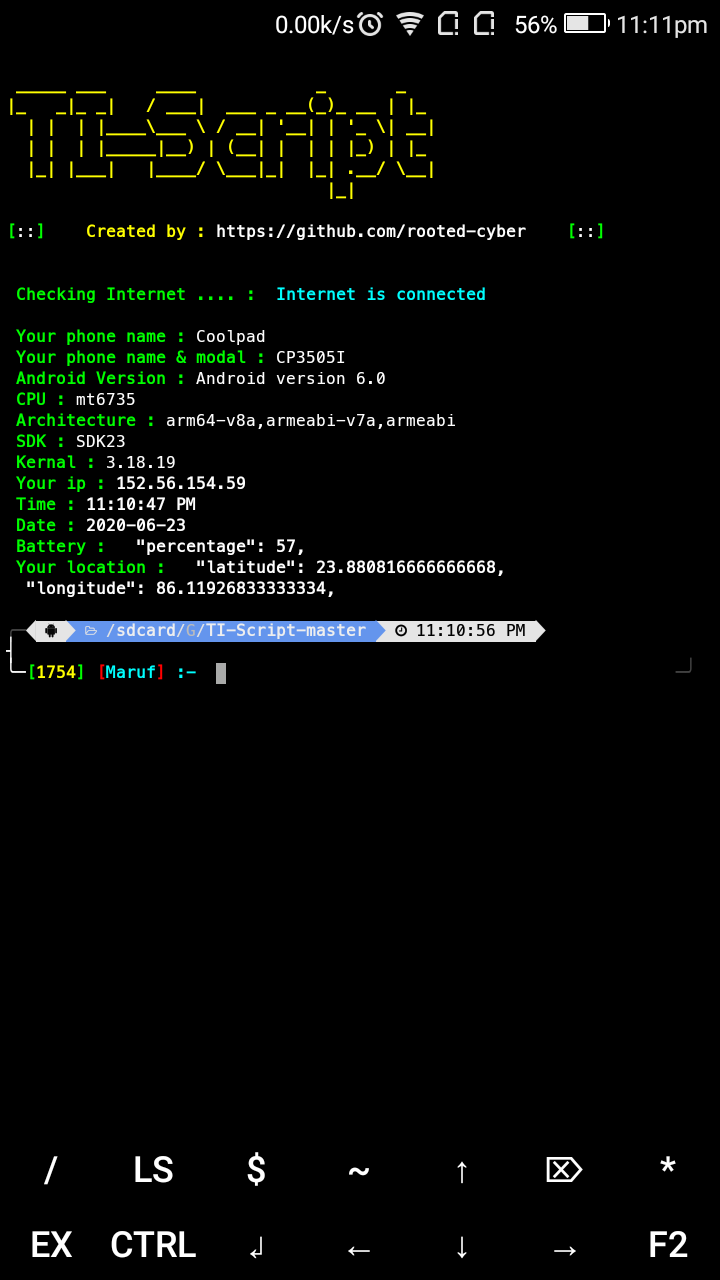 0.00k/s 56% 11:11pm
TI-Script
[::] Created by : https://github.com/rooted-cyber [::]
Checking Internet .... : Internet is connected
Your phone name : Coolpad
Your phone name & modal : CP3505I
Android Version : Android version 6.0
CPU : mt6735
Architecture : arm64-v8a,armeabi-v7a,armeabi
SDK : SDK23
Kernal : 3.18.19
Your ip : 152.56.154.59
Time : 11:10:47 PM
Date : 2020-06-23
Battery : "percentage": 57,
Your location : "latitude": 23.880816666666668,
"longitude": 86.11926833333334,
/sdcard/G/TI-Script-master 11:10:56 PM
[1754] [Maruf] :-
/ LS $ ~ ↑ ⌦ *
EX CTRL ↲ ← ↓ → F2